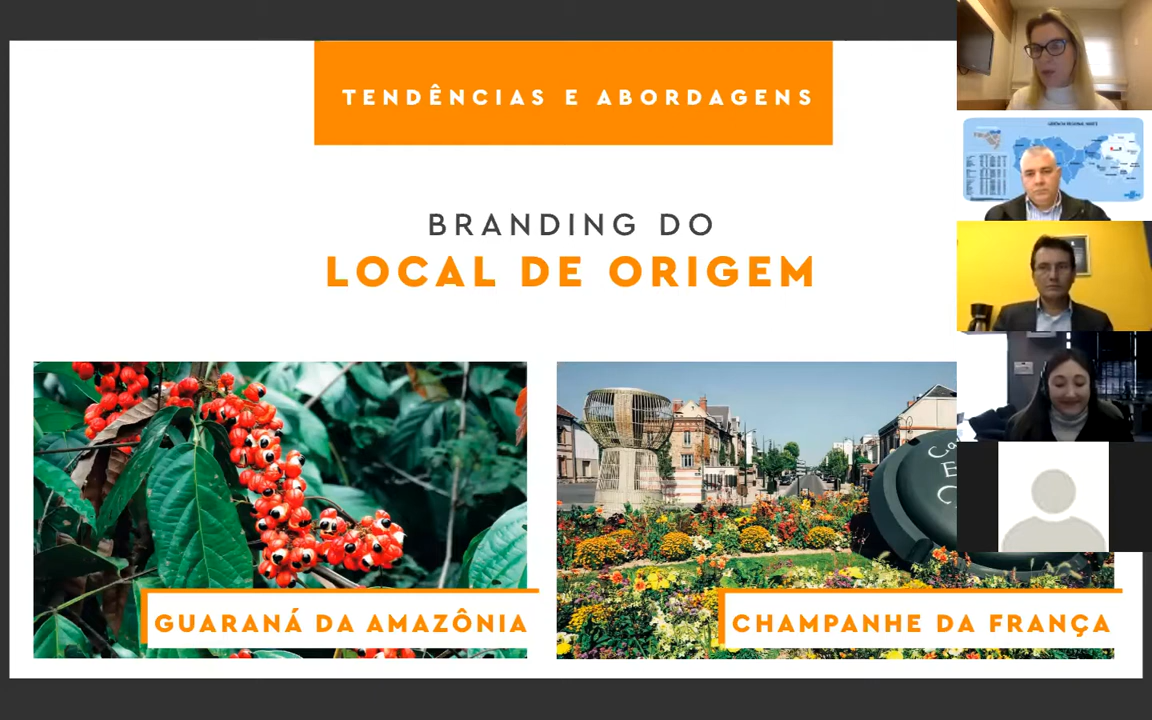 TENDÊNCIAS E ABORDAGENS
BRANDING DO
LOCAL DE ORIGEM
GUARANÁ DA AMAZÔNIA
CHAMPANHE DA FRANÇA